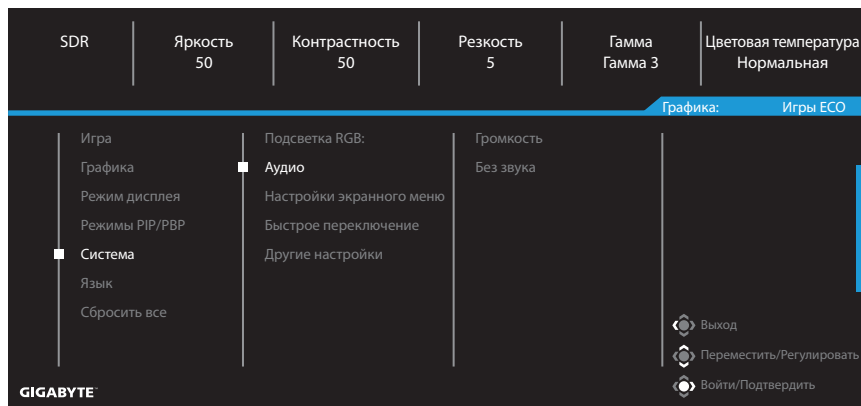 SDR
Яркость
50
Контрастность
50
Резкость
5
Гамма
Гамма 3
Цветовая температура
Нормальная
Графика: Игры ECO
Игра
Графика
Режим дисплея
Режимы PIP/PBP
Система
Язык
Сбросить все
Подсветка RGB:
Аудио
Настройки экранного меню
Быстрое переключение
Другие настройки
Громкость
Без звука
Выход
Переместить/Регулировать
Войти/Подтвердить
GIGABYTE™